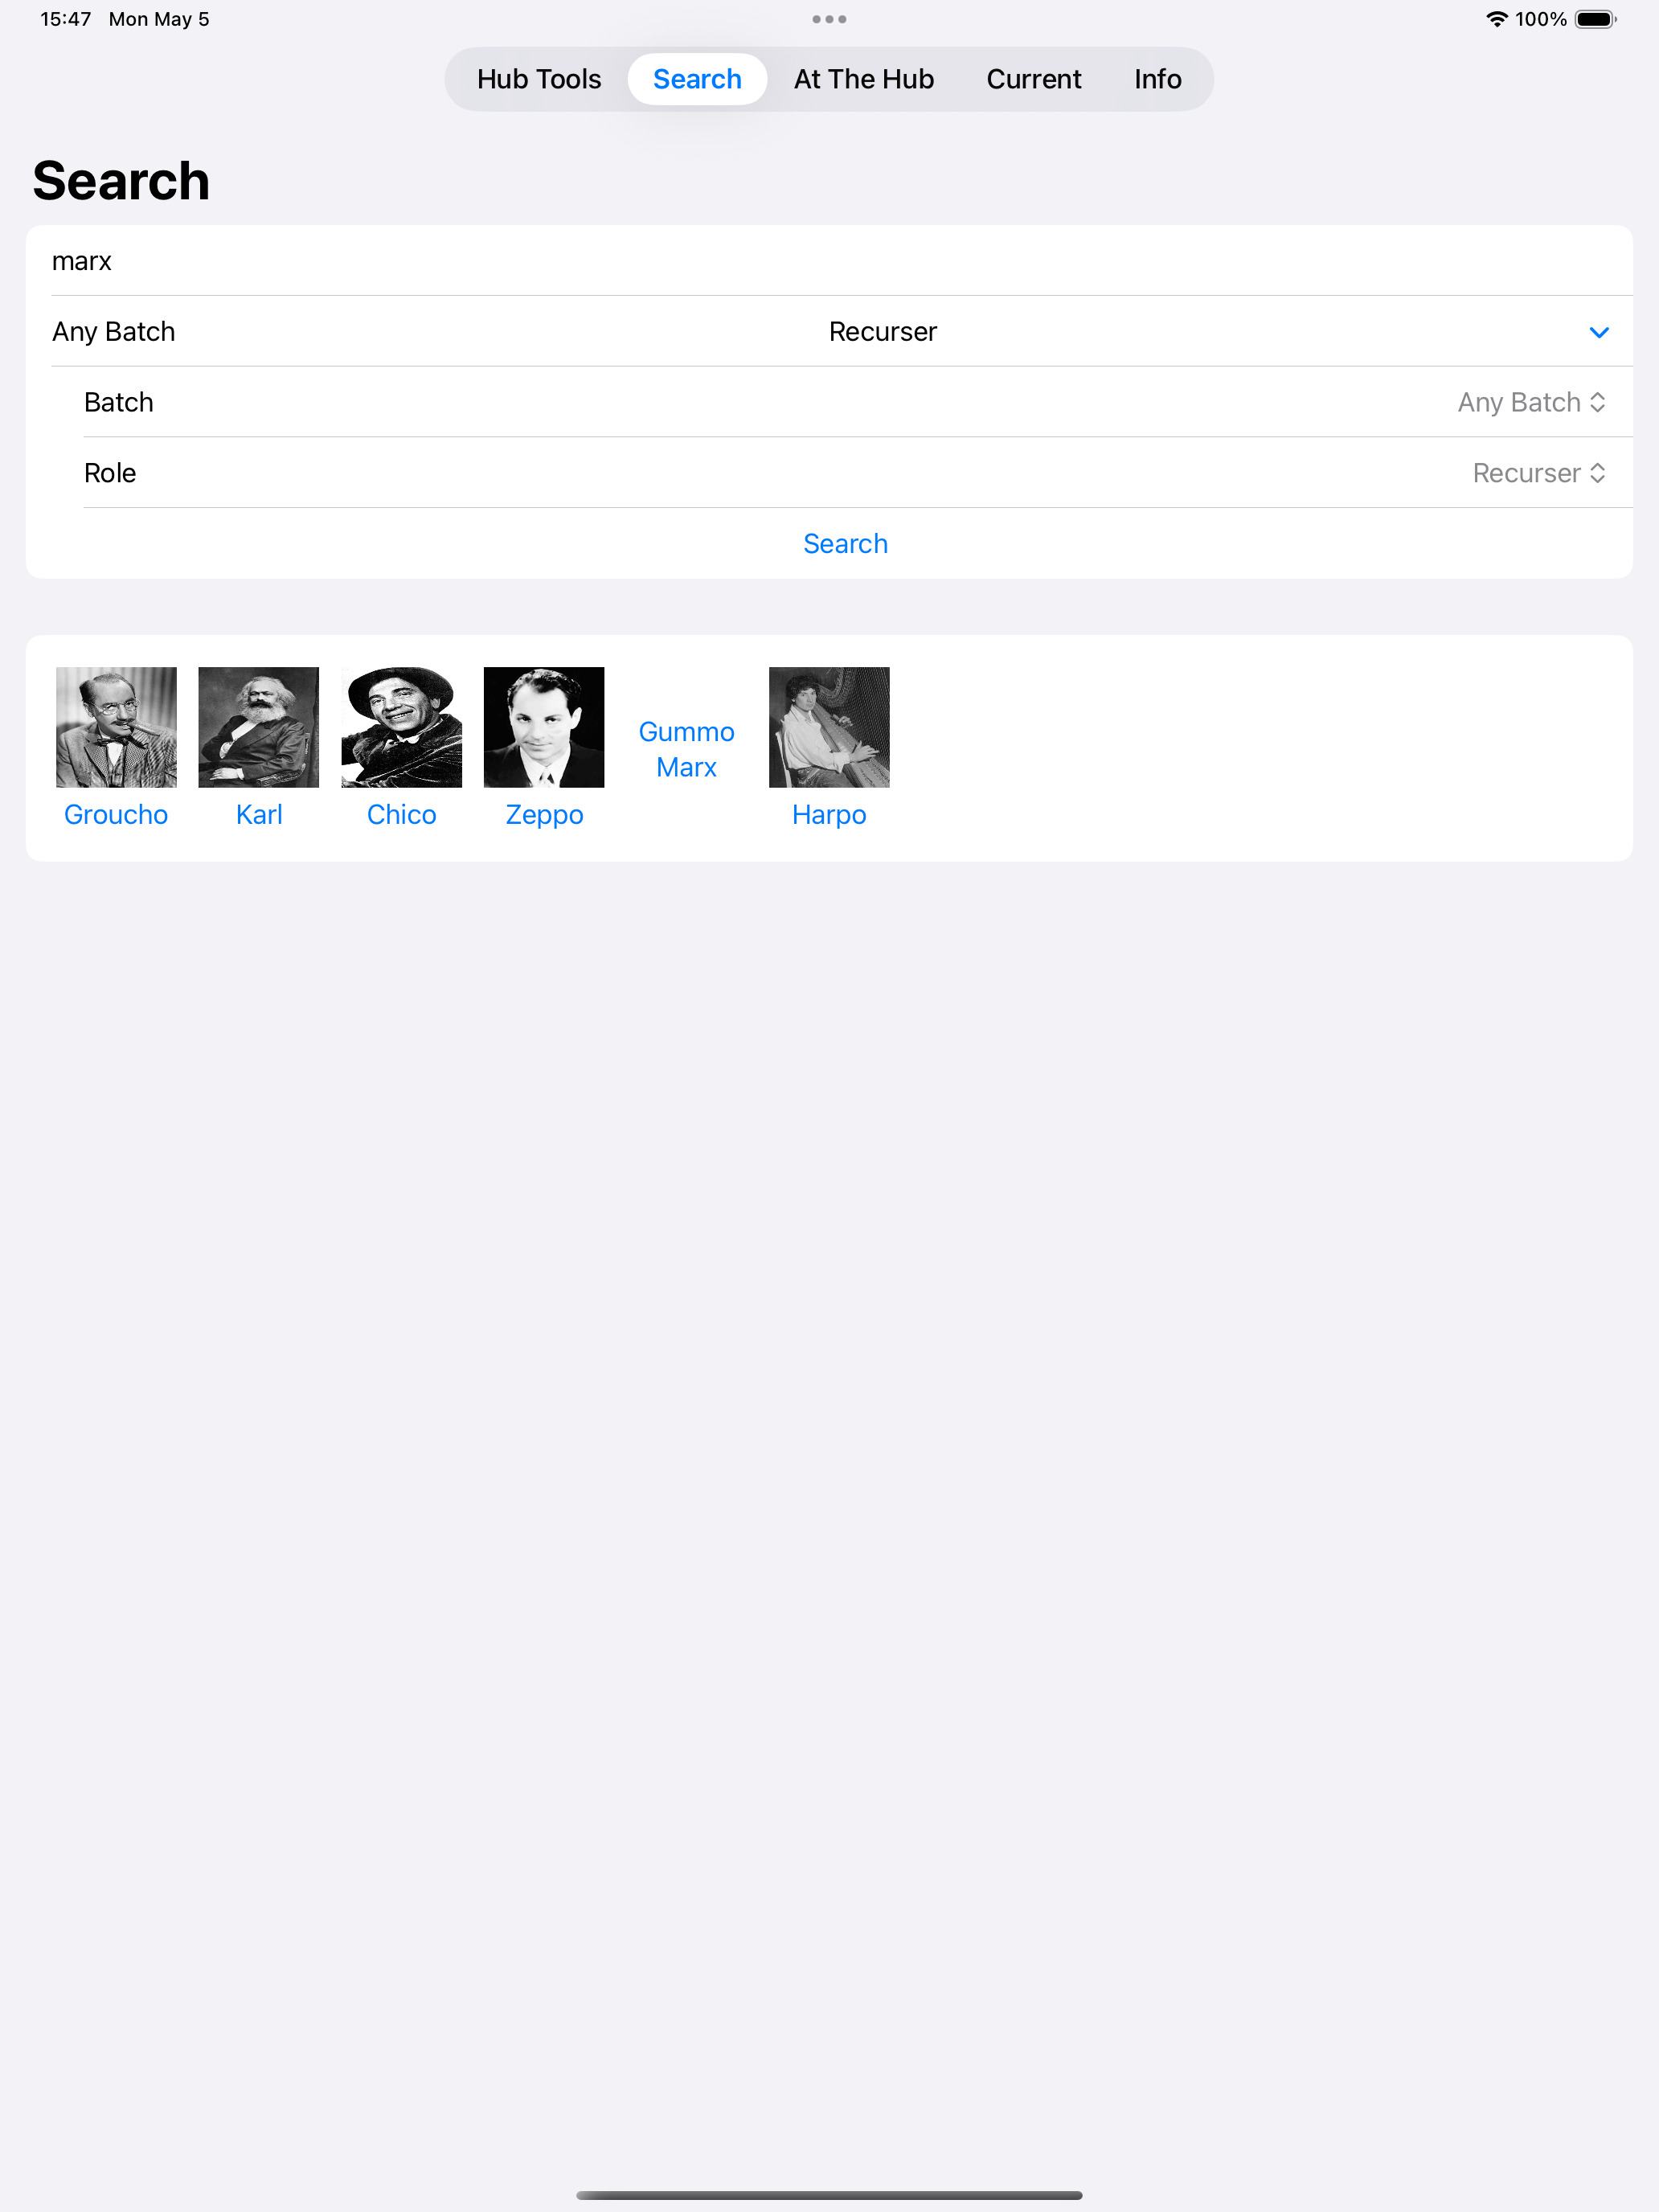 15:47 Mon May 5 100%
Hub Tools Search At The Hub Current Info
Search
marx
Any Batch Recurser
Batch Any Batch
Role Recurser
Search
Gummo
Marx
Groucho Karl Chico Zeppo Harpo